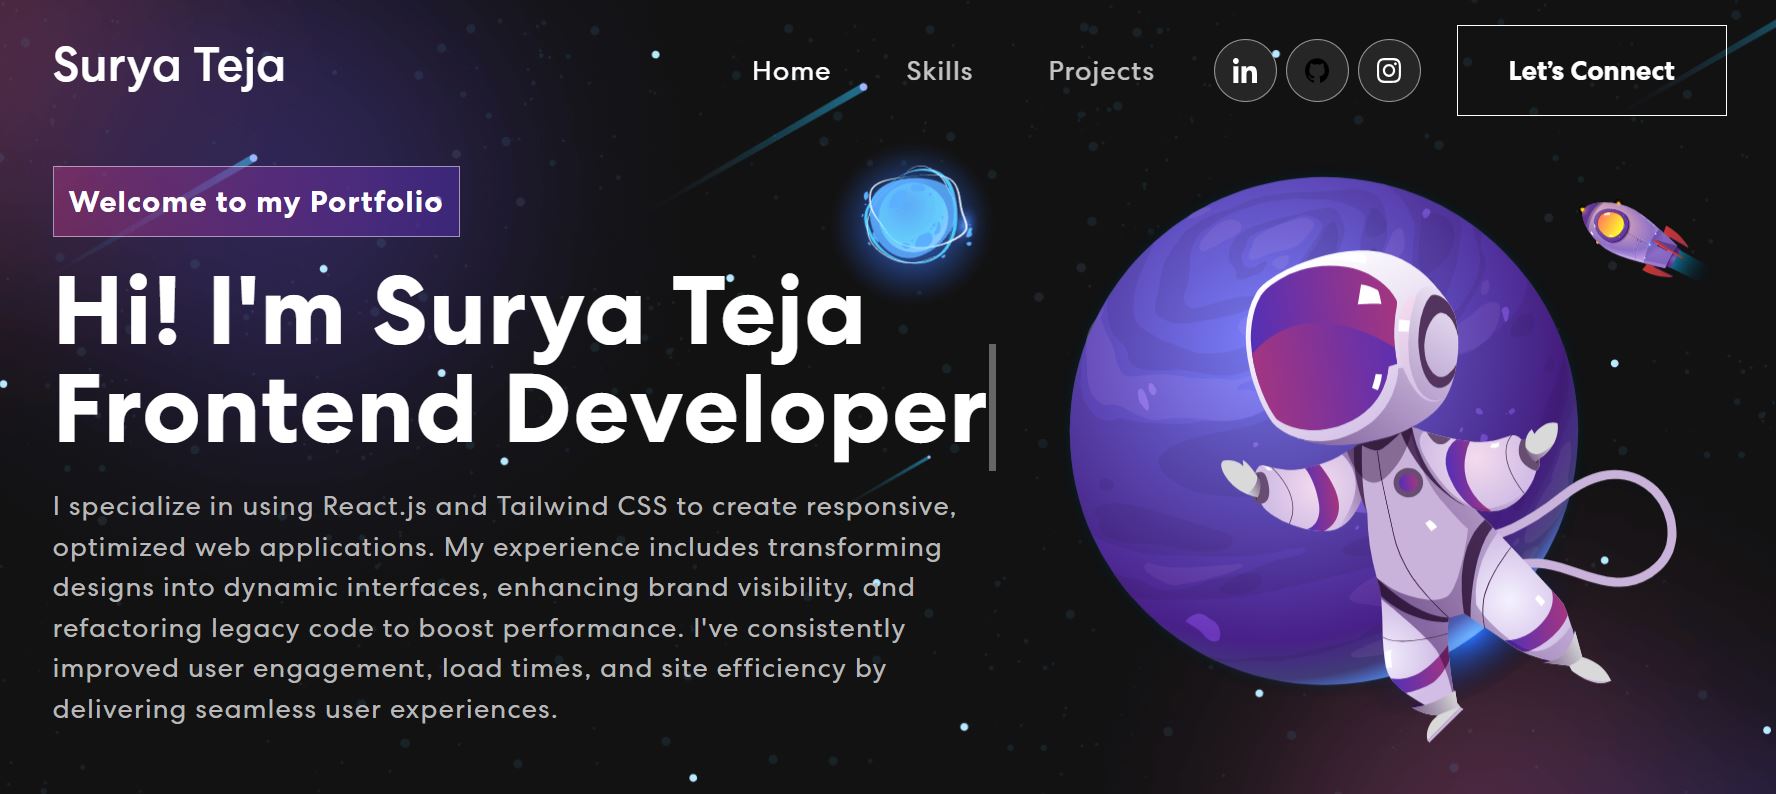 Surya Teja
Home Skills Projects in Let's Connect
Welcome to my Portfolio
Hi! I'm Surya Teja
Frontend Developer
I specialize in using React.js and Tailwind CSS to create responsive,
optimized web applications. My experience includes transforming
designs into dynamic interfaces, enhancing brand visibility, and
refactoring legacy code to boost performance. I've consistently
improved user engagement, load times, and site efficiency by
delivering seamless user experiences.